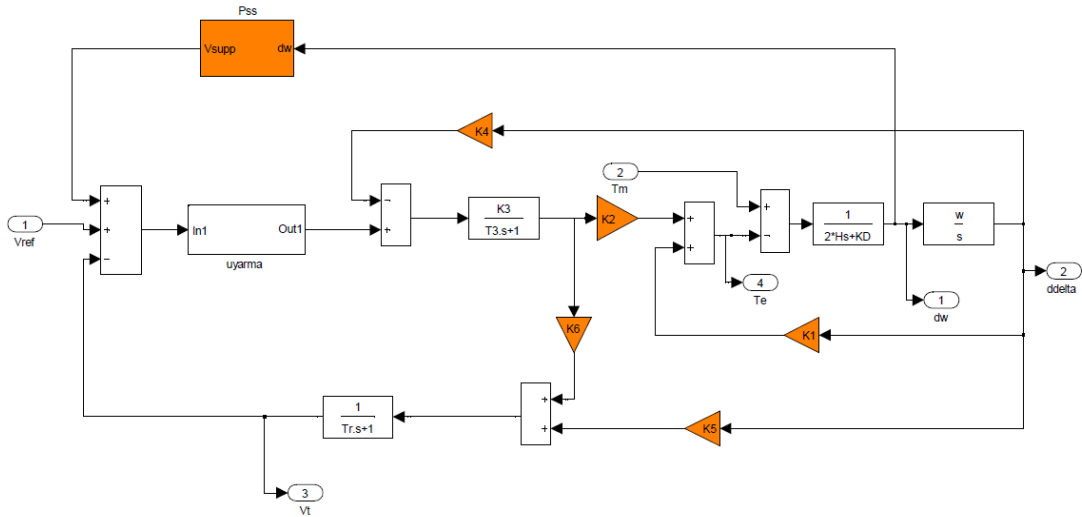 Pss
Vsupp
dw
K4
2
Tm
+
1
Vref
+
+
−
In1
Out1
uyarma
−
+
K3
T3.s+1
K2
+
+
+
−
1
2*Hs+KD
w
s
4
Te
1
dw
2
ddelta
K6
K1
1
Tr.s+1
+
+
K5
3
Vt